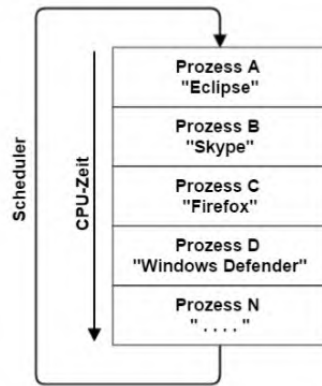 Scheduler
CPU-Zeit
Prozess A
"Eclipse"
Prozess B
"Skype"
Prozess C
"Firefox"
Prozess D
"Windows Defender"
Prozess N
" . . . . "